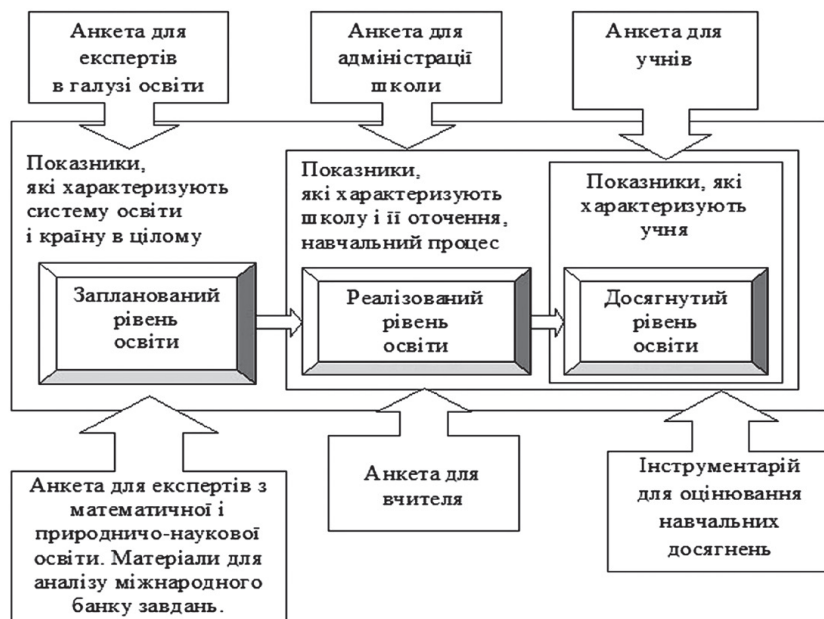 Анкета для
експертів
в галузі освіти
Анкета для
адміністрації
школи
Анкета для
учнів
Показники,
які характеризують
систему освіти
і країну в цілому
Показники,
які характеризують
школу і її оточення,
навчальний процес
Показники, які
характеризують
учня
Запланований
рівень
освіти
Реалізований
рівень
освіти
Досягнутий
рівень
освіти
Анкета для експертів з
математичної і
природничо-наукової
освіти. Матеріали для
аналізу міжнародного
банку завдань.
Анкета для
вчителя
Інструментарій
для оцінювання
навчальних
досягнень